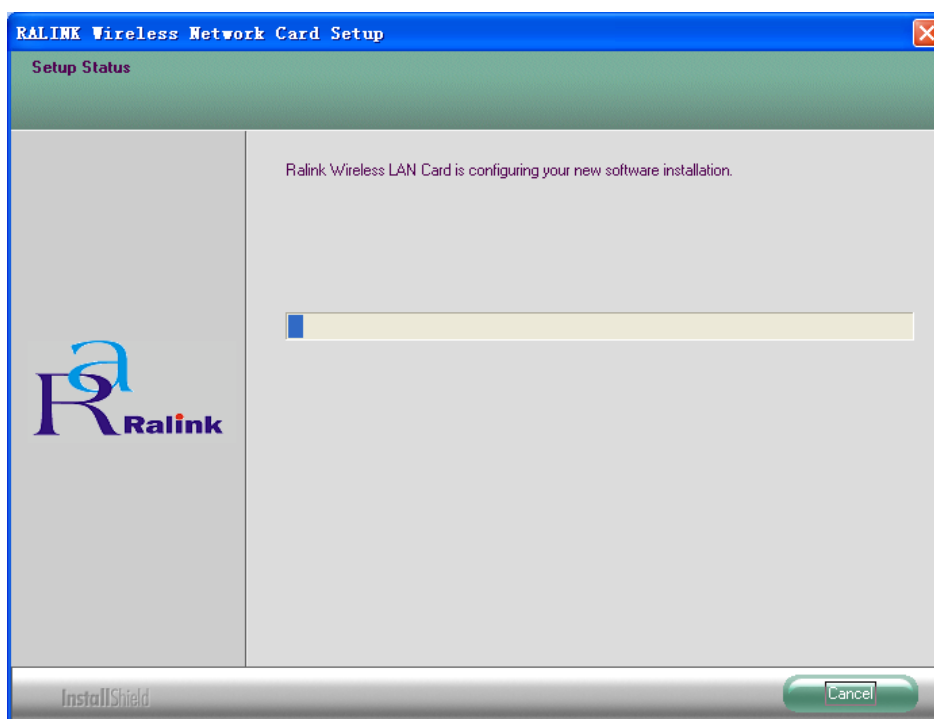 RALINK Wireless Network Card Setup
Setup Status
Ralink Wireless LAN Card is configuring your new software installation.
Ra
Ralink
InstallShield
Cancel